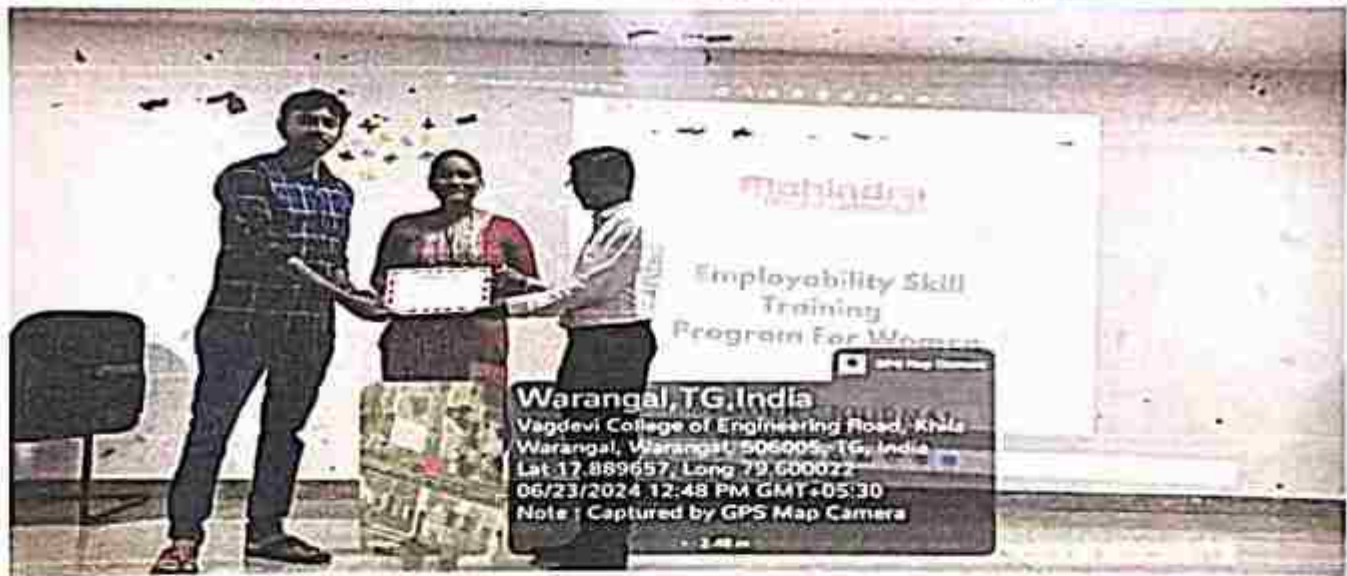 Mahindra
Employability Skill
Training
Program For Women
GPS Map Camera
JOURNAL
Warangal,TG,India
Vagdevi College of Engineering Road, Khila
Warangal, Warangal, 506005, TG, India
Lat 17.889657, Long 79.600022
06/23/2024 12:48 PM GMT+05:30
Note : Captured by GPS Map Camera